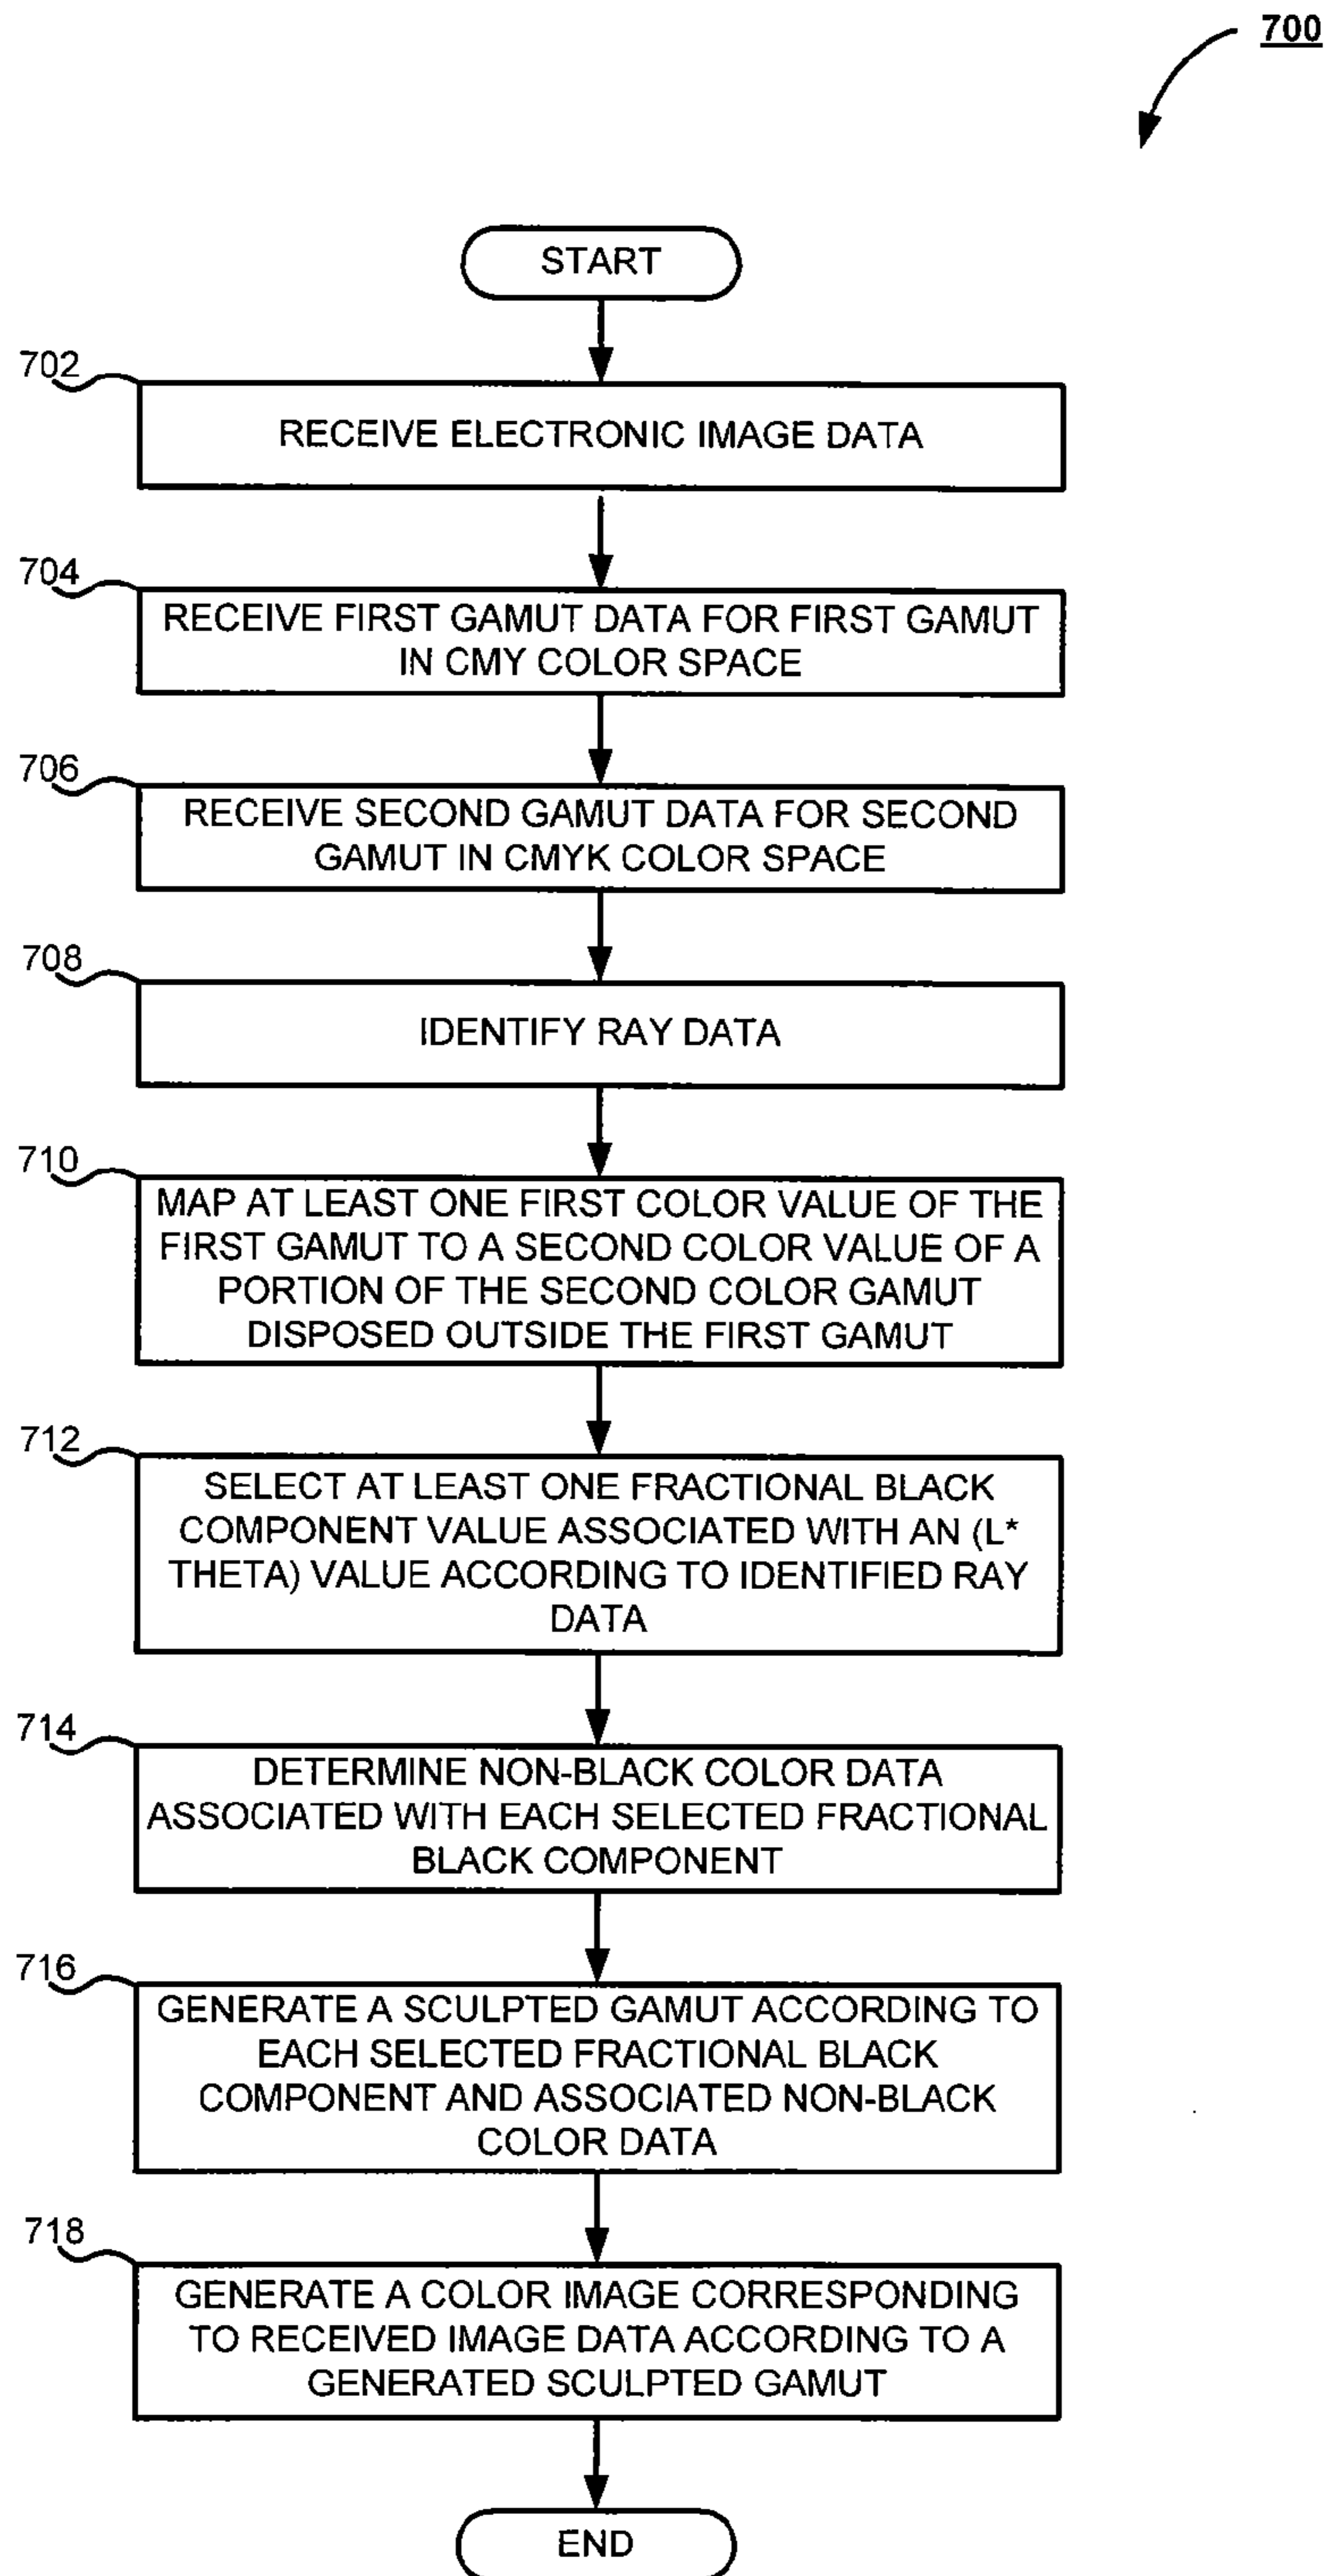 700
START
702
RECEIVE ELECTRONIC IMAGE DATA
704
RECEIVE FIRST GAMUT DATA FOR FIRST GAMUT
IN CMY COLOR SPACE
706
RECEIVE SECOND GAMUT DATA FOR SECOND
GAMUT IN CMYK COLOR SPACE
708
IDENTIFY RAY DATA
710
MAP AT LEAST ONE FIRST COLOR VALUE OF THE
FIRST GAMUT TO A SECOND COLOR VALUE OF A
PORTION OF THE SECOND COLOR GAMUT
DISPOSED OUTSIDE THE FIRST GAMUT
712
SELECT AT LEAST ONE FRACTIONAL BLACK
COMPONENT VALUE ASSOCIATED WITH AN (L*
THETA) VALUE ACCORDING TO IDENTIFIED RAY
DATA
714
DETERMINE NON-BLACK COLOR DATA
ASSOCIATED WITH EACH SELECTED FRACTIONAL
BLACK COMPONENT
716
GENERATE A SCULPTED GAMUT ACCORDING TO
EACH SELECTED FRACTIONAL BLACK
COMPONENT AND ASSOCIATED NON-BLACK
COLOR DATA
718
GENERATE A COLOR IMAGE CORRESPONDING
TO RECEIVED IMAGE DATA ACCORDING TO A
GENERATED SCULPTED GAMUT
END